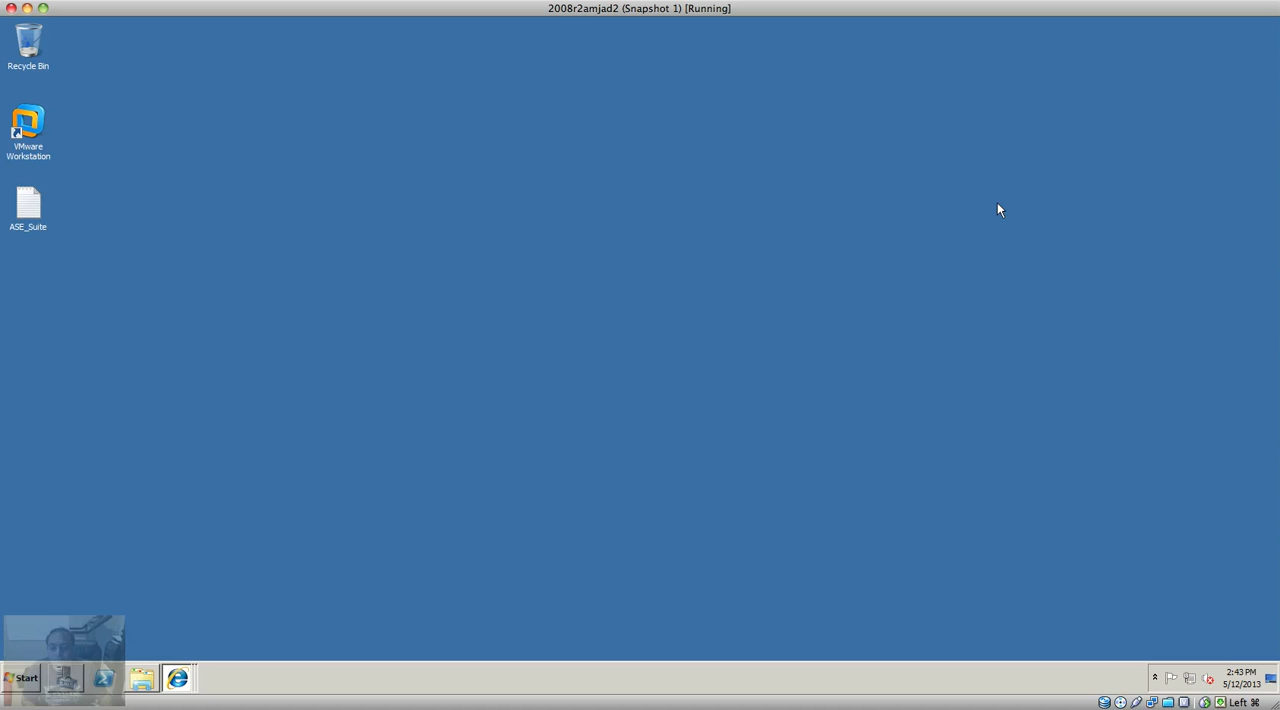 2008r2amjad2 (Snapshot 1) [Running]
Recycle Bin
VMware
Workstation
ASE_Suite
Start
2:43 PM
5/12/2013
Left ⌘